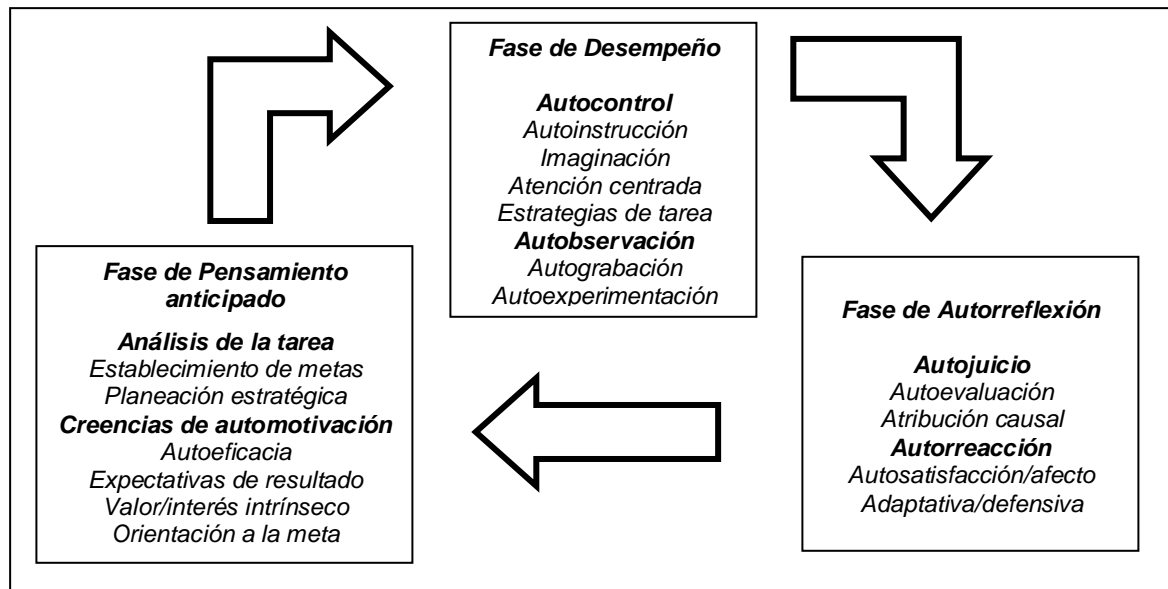 Fase de Desempeño
Autocontrol
Autoinstrucción
Imaginación
Atención centrada
Estrategias de tarea
Autobservación
Autograbación
Autoexperimentación
Fase de Pensamiento
anticipado
Análisis de la tarea
Establecimiento de metas
Planeación estratégica
Creencias de automotivación
Autoeficacia
Expectativas de resultado
Valor/interés intrínseco
Orientación a la meta
Fase de Autorreflexión
Autojuicio
Autoevaluación
Atribución causal
Autorreacción
Autosatisfacción/afecto
Adaptativa/defensiva